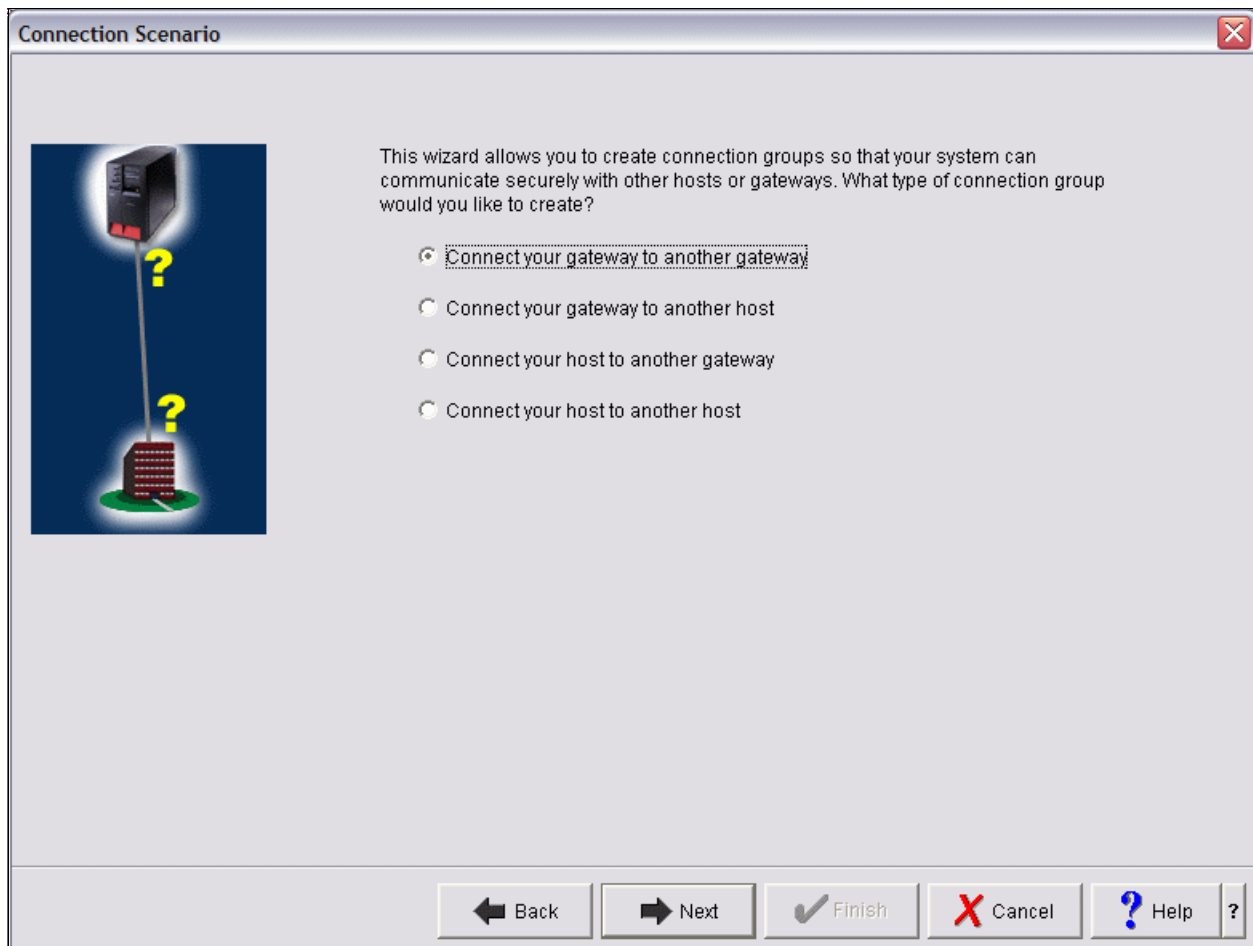 Connection Scenario
This wizard allows you to create connection groups so that your system can
communicate securely with other hosts or gateways. What type of connection group
would you like to create?
Connect your gateway to another gateway
Connect your gateway to another host
Connect your host to another gateway
Connect your host to another host
?
?
Back
Next
Finish
Cancel
Help
?